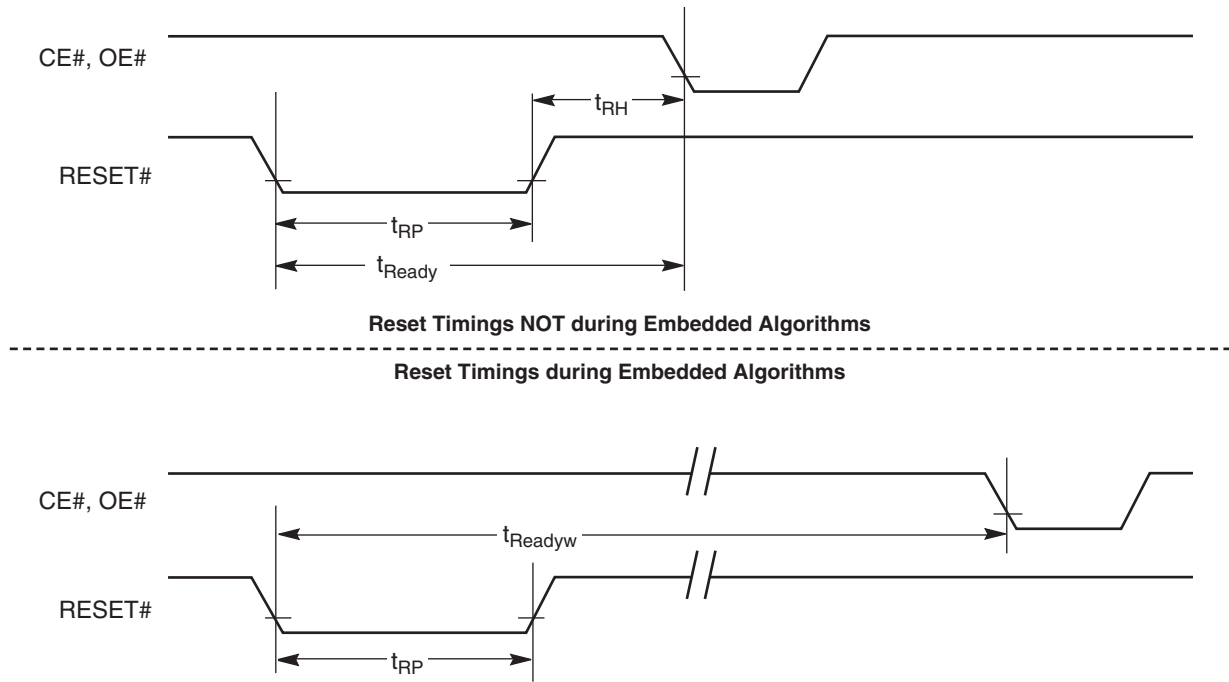 CE#, OE#
tRH
RESET#
tRP
tReady
Reset Timings NOT during Embedded Algorithms
Reset Timings during Embedded Algorithms
CE#, OE#
tReadyw
RESET#
tRP